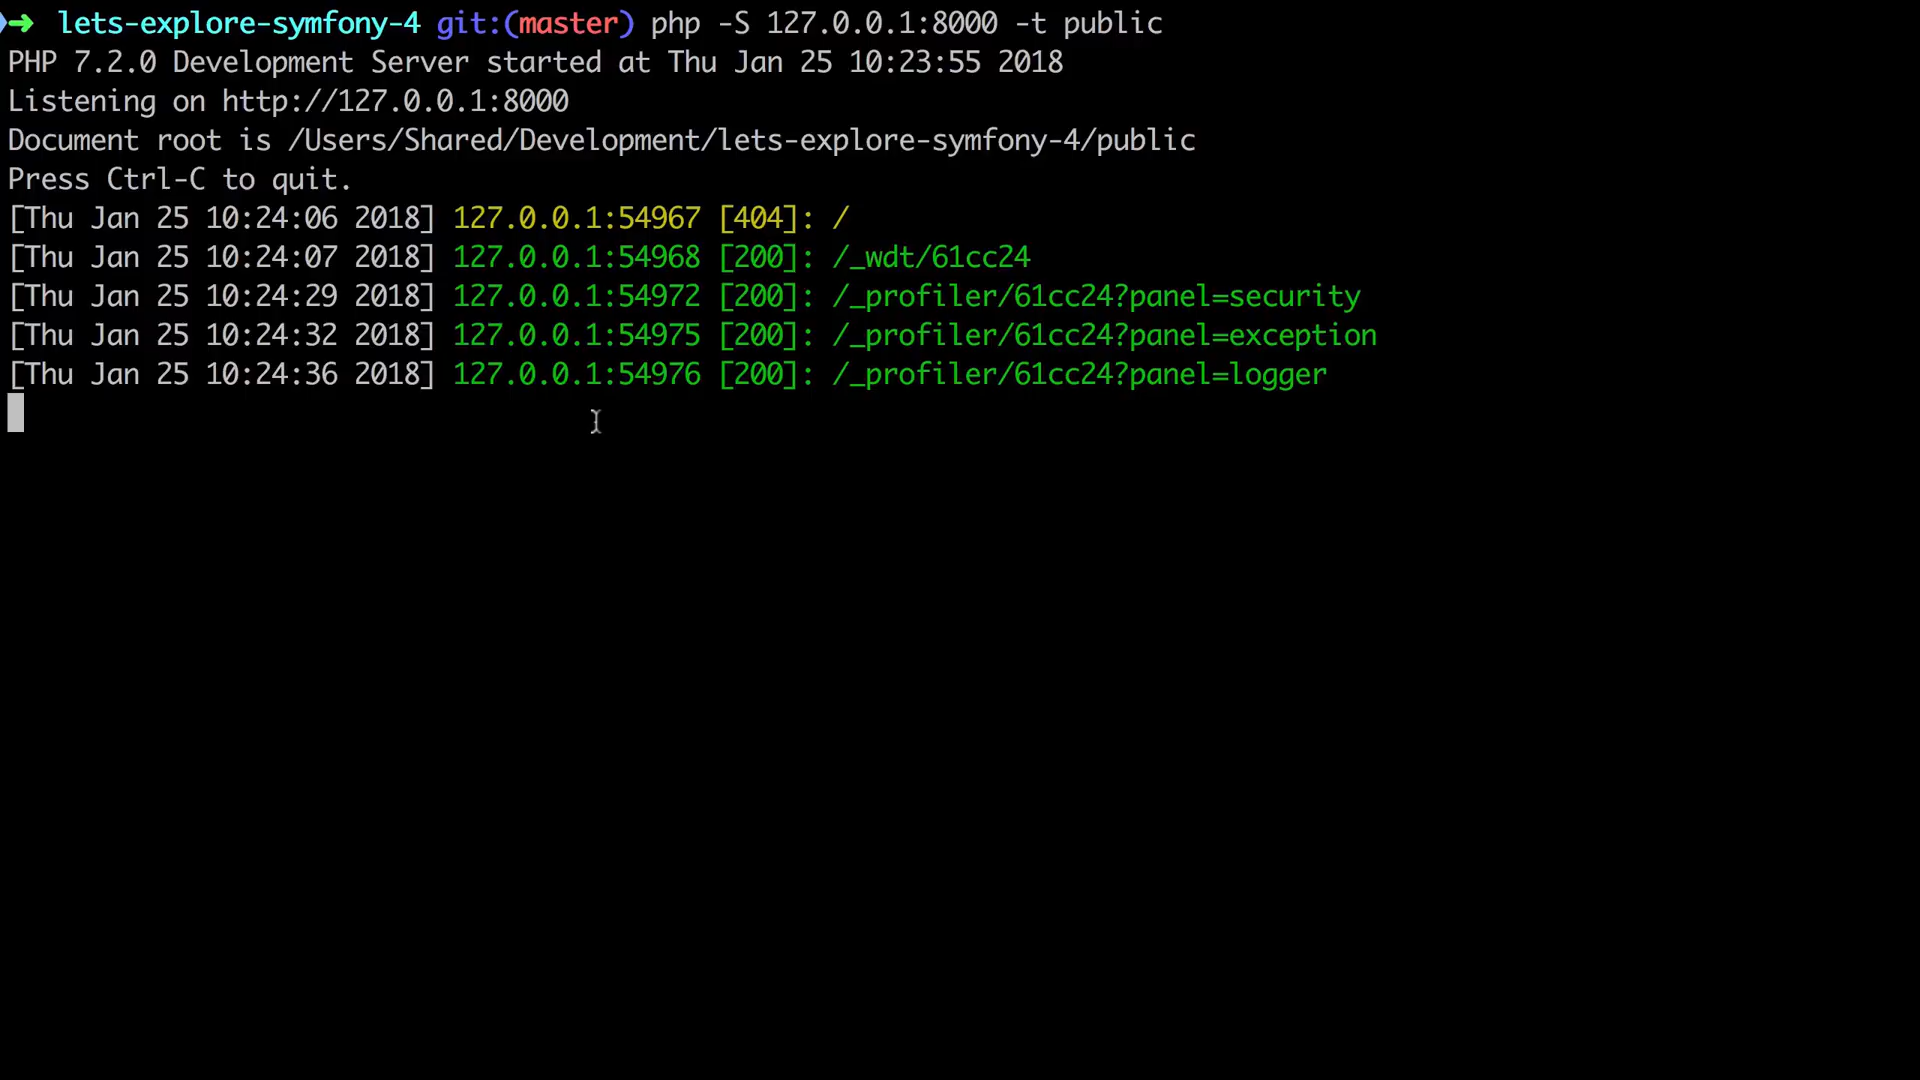 ➜ lets-explore-symfony-4 git:(master) php -S 127.0.0.1:8000 -t public
PHP 7.2.0 Development Server started at Thu Jan 25 10:23:55 2018
Listening on http://127.0.0.1:8000
Document root is /Users/Shared/Development/lets-explore-symfony-4/public
Press Ctrl-C to quit.
[Thu Jan 25 10:24:06 2018] 127.0.0.1:54967 [404]: /
[Thu Jan 25 10:24:07 2018] 127.0.0.1:54968 [200]: /_wdt/61cc24
[Thu Jan 25 10:24:29 2018] 127.0.0.1:54972 [200]: /_profiler/61cc24?panel=security
[Thu Jan 25 10:24:32 2018] 127.0.0.1:54975 [200]: /_profiler/61cc24?panel=exception
[Thu Jan 25 10:24:36 2018] 127.0.0.1:54976 [200]: /_profiler/61cc24?panel=logger